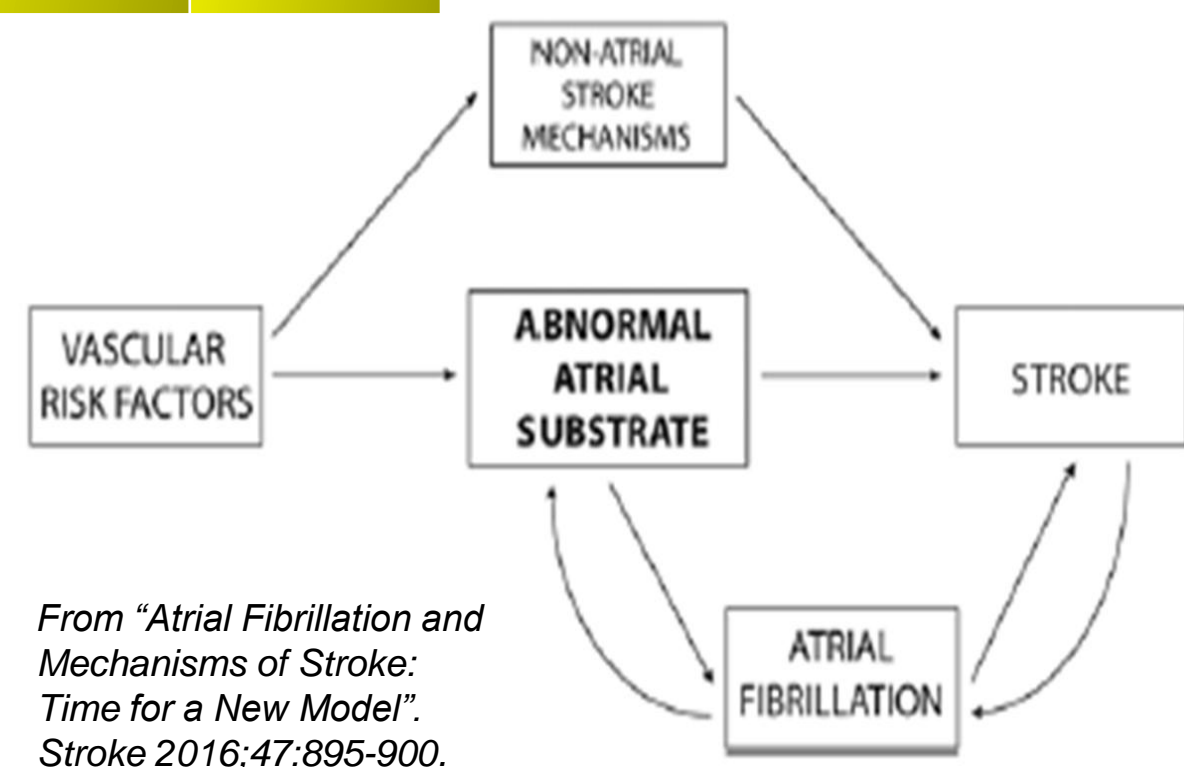 NON-ATRIAL
STROKE
MECHANISMS
VASCULAR
RISK FACTORS
ABNORMAL
ATRIAL
SUBSTRATE
STROKE
ATRIAL
FIBRILLATION
From “Atrial Fibrillation and
Mechanisms of Stroke:
Time for a New Model”.
Stroke 2016;47:895-900.